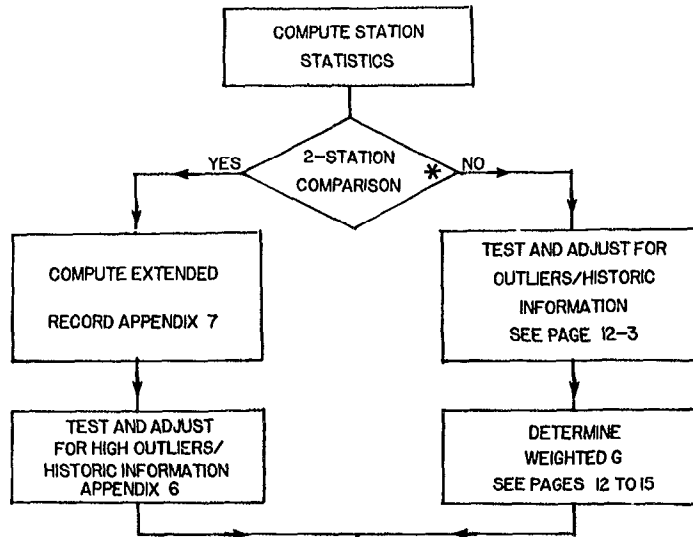 COMPUTE STATION
STATISTICS
YES
2-STATION
COMPARISON
*
NO
COMPUTE EXTENDED
RECORD APPENDIX 7
TEST AND ADJUST FOR
OUTLIERS/HISTORIC
INFORMATION
SEE PAGE 12-3
TEST AND ADJUST
FOR HIGH OUTLIERS/
HISTORIC INFORMATION
APPENDIX 6
DETERMINE
WEIGHTED G
SEE PAGES 12 TO 15